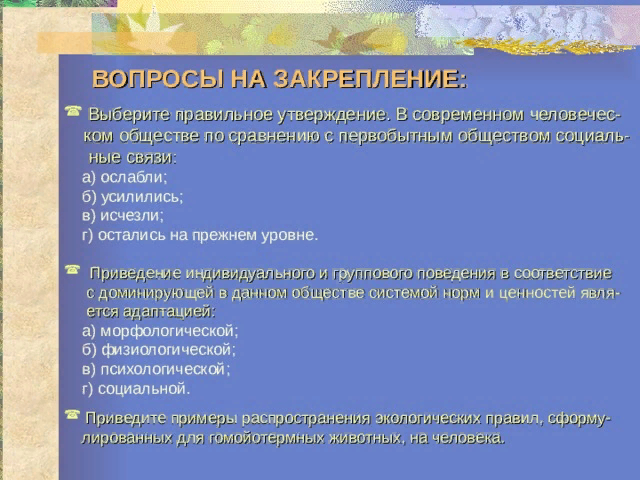 ВОПРОСЫ НА ЗАКРЕПЛЕНИЕ:
Выберите правильное утверждение. В современном человечес-
ком обществе по сравнению с первобытным обществом социаль-
ные связи:
а) ослабли;
б) усилились;
в) исчезли;
г) остались на прежнем уровне.
Приведение индивидуального и группового поведения в соответствие
с доминирующей в данном обществе системой норм и ценностей явля-
ется адаптацией:
а) морфологической;
б) физиологической;
в) психологической;
г) социальной.
Приведите примеры распространения экологических правил, сформу-
лированных для гомойотермных животных, на человека.